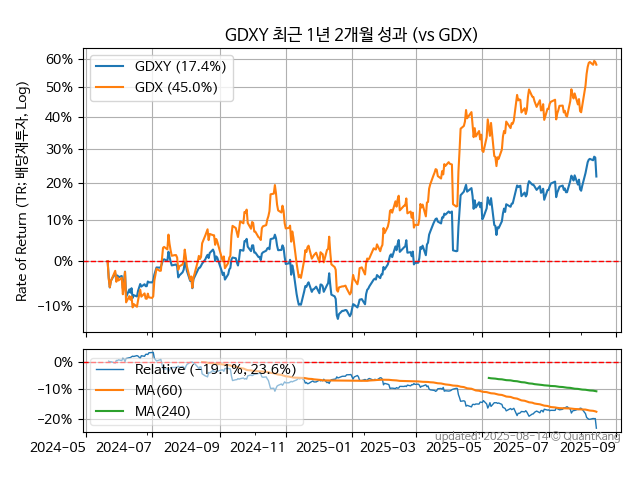 GDXY 최근 1년 2개월 성과 (vs GDX)
Rate of Return (TR: 배당재투자, Log)
60%
50%
40%
30%
20%
10%
0%
−10%
GDXY (17.4%)
GDX (45.0%)
0%
−10%
−20%
Relative (−19.1%, 23.6%)
MA(60)
MA(240)
updated: 2025-08-14 © QuantKang
2024-05 2024-07 2024-09 2024-11 2025-01 2025-03 2025-05 2025-07 2025-09